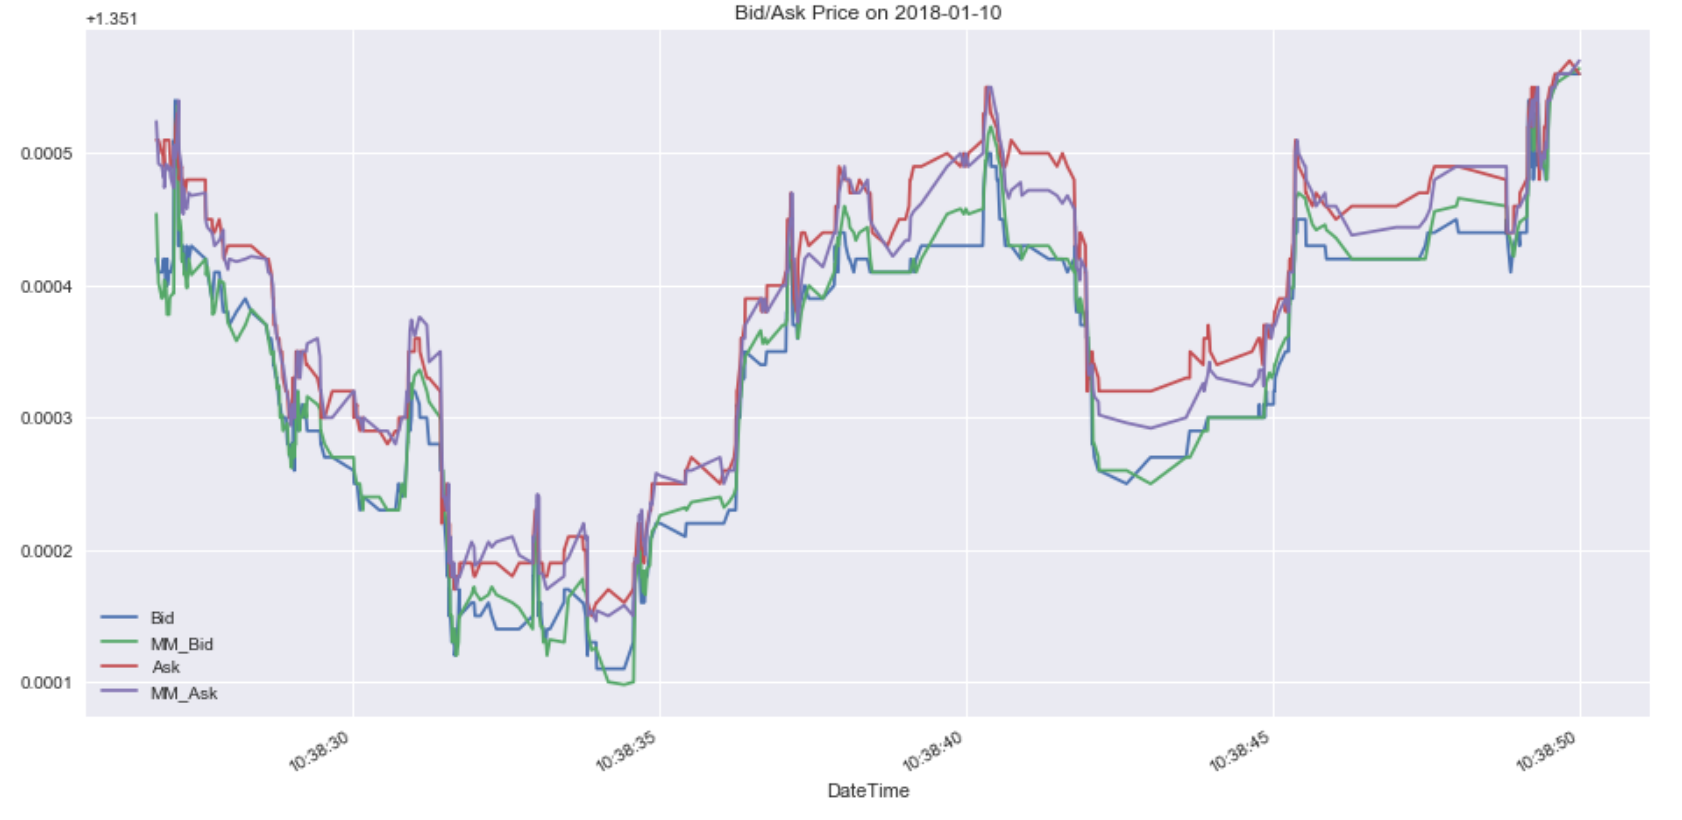 +1.351
Bid/Ask Price on 2018-01-10
0.0005
0.0004
0.0003
0.0002
0.0001
Bid
MM_Bid
Ask
MM_Ask
10:38:30
10:38:35
10:38:40
10:38:45
10:38:50
DateTime